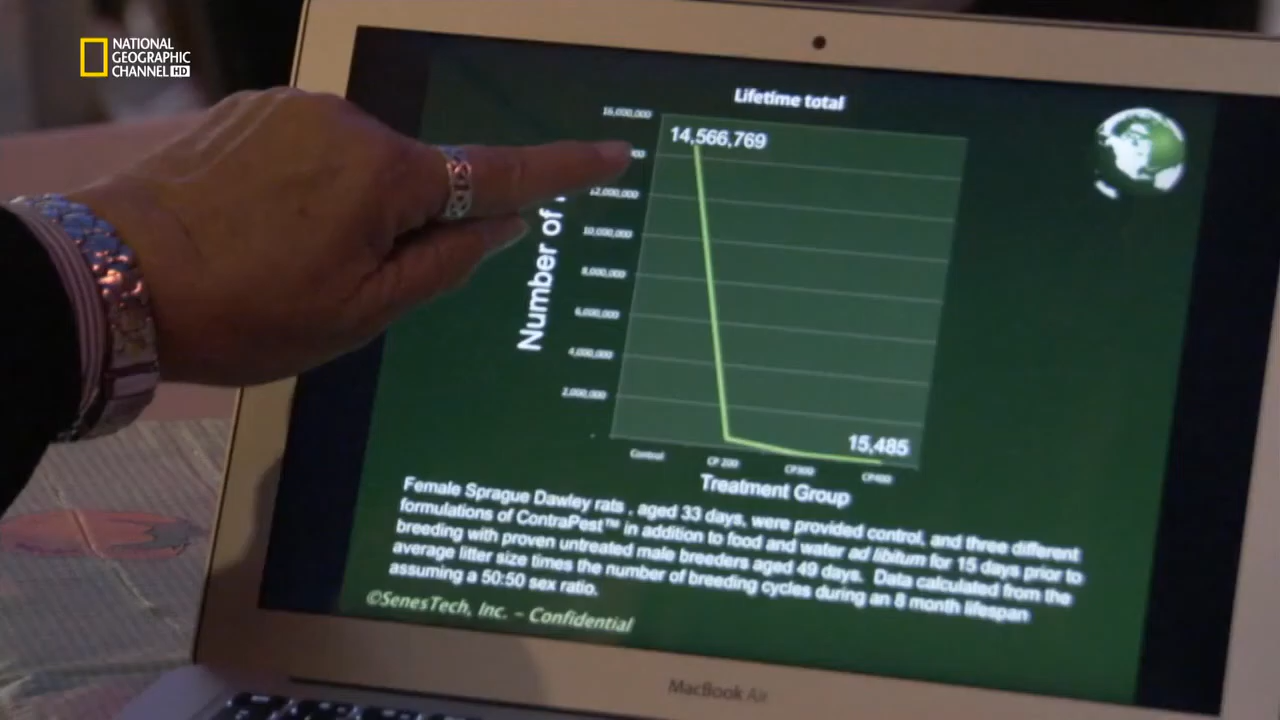 NATIONAL
GEOGRAPHIC
CHANNEL HD
Lifetime total
16,000,000
14,566,769
12,000,000
10,000,000
8,000,000
6,000,000
4,000,000
2,000,000
-
Number of
15,485
Control
CP 200
CP300
CP400
Treatment Group
Female Sprague Dawley rats , aged 33 days, were provided control, and three different
formulations of ContraPest™ in addition to food and water ad libitum for 15 days prior to
breeding with proven untreated male breeders aged 49 days. Data calculated from the
average litter size times the number of breeding cycles during an 8 month lifespan
assuming a 50:50 sex ratio.
©SenesTech, Inc. – Confidential
MacBook Air